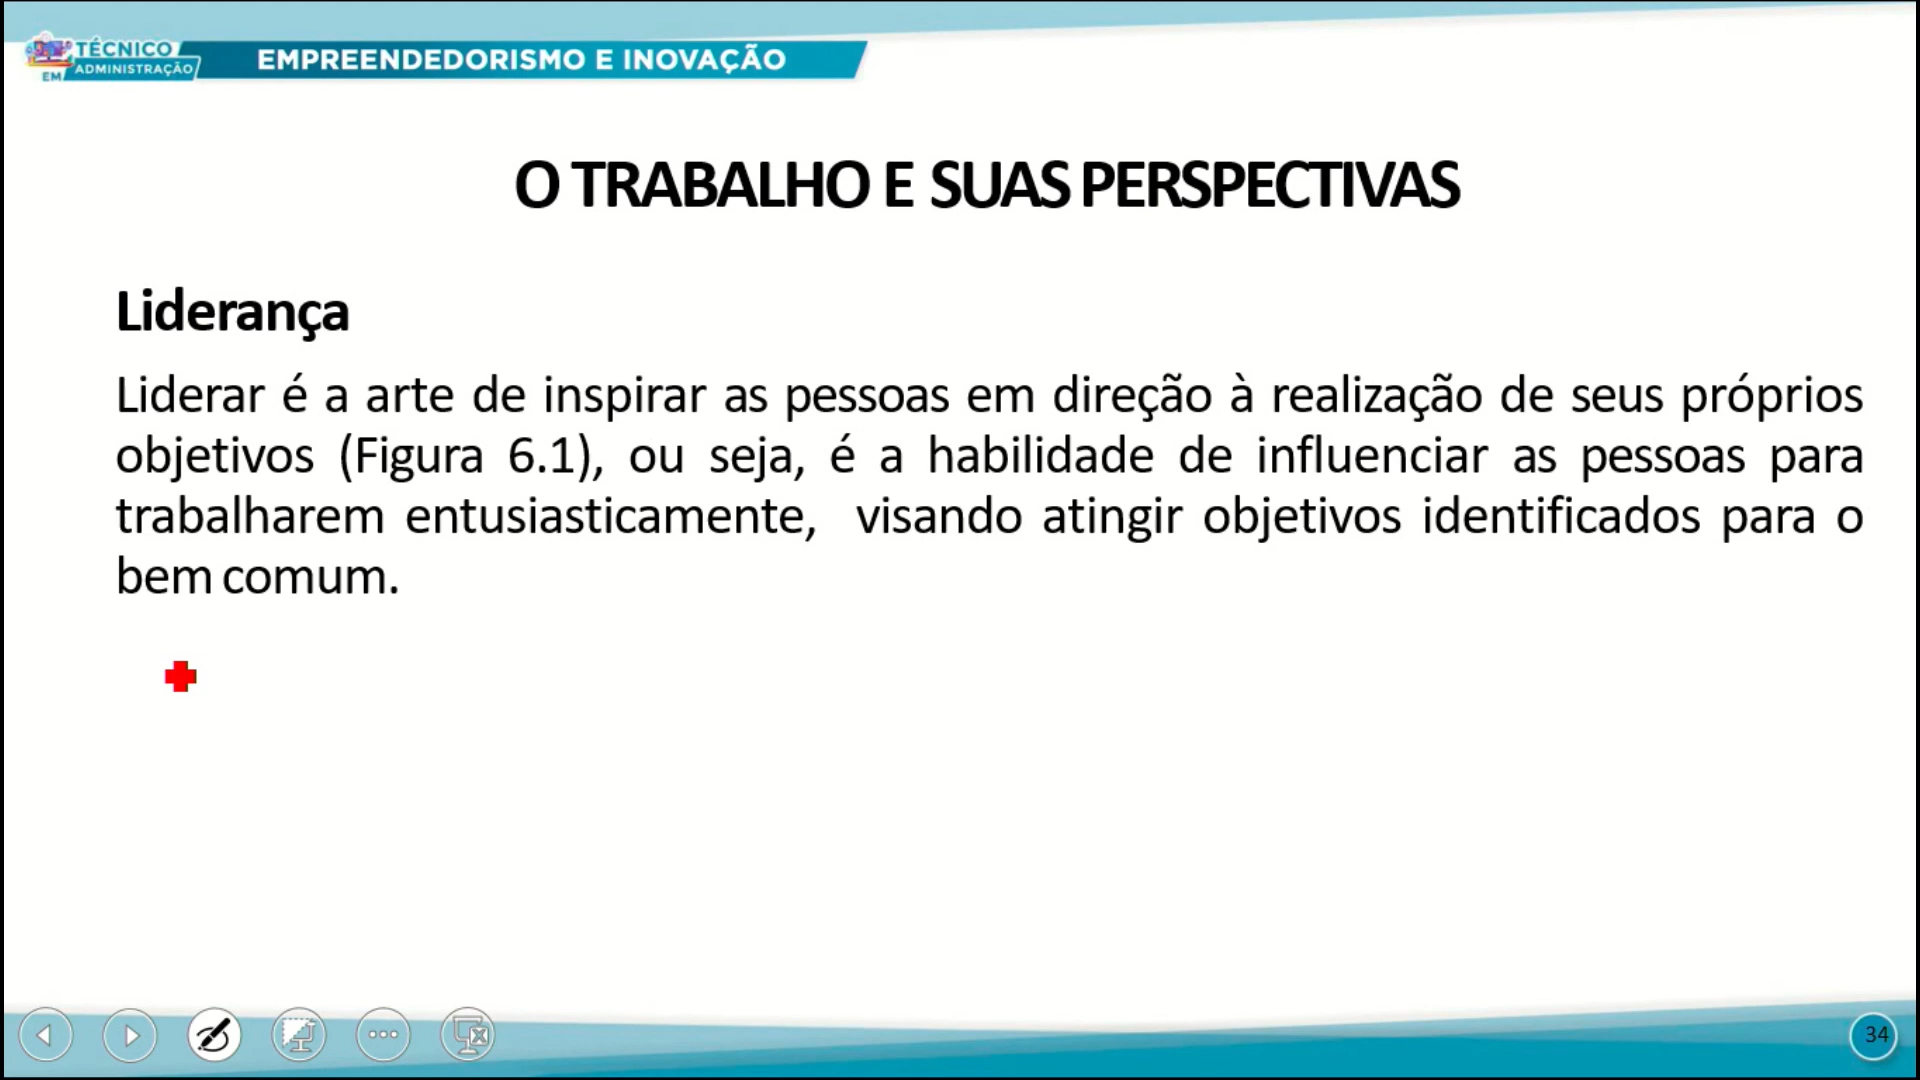 TÉCNICO
EM ADMINISTRAÇÃO
EMPREENDEDORISMO E INOVAÇÃO
O TRABALHO E SUAS PERSPECTIVAS
Liderança
Liderar é a arte de inspirar as pessoas em direção à realização de seus próprios
objetivos (Figura 6.1), ou seja, é a habilidade de influenciar as pessoas para
trabalharem entusiasticamente, visando atingir objetivos identificados para o
bem comum.
34